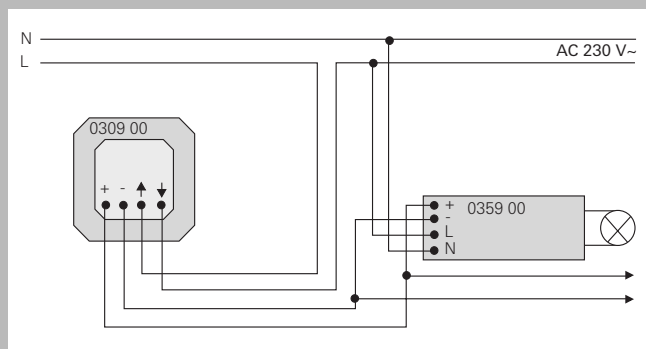 N
AC 230 V~
L
0309 00
+ - ↑ ↓
+
0359 00
-
L
N